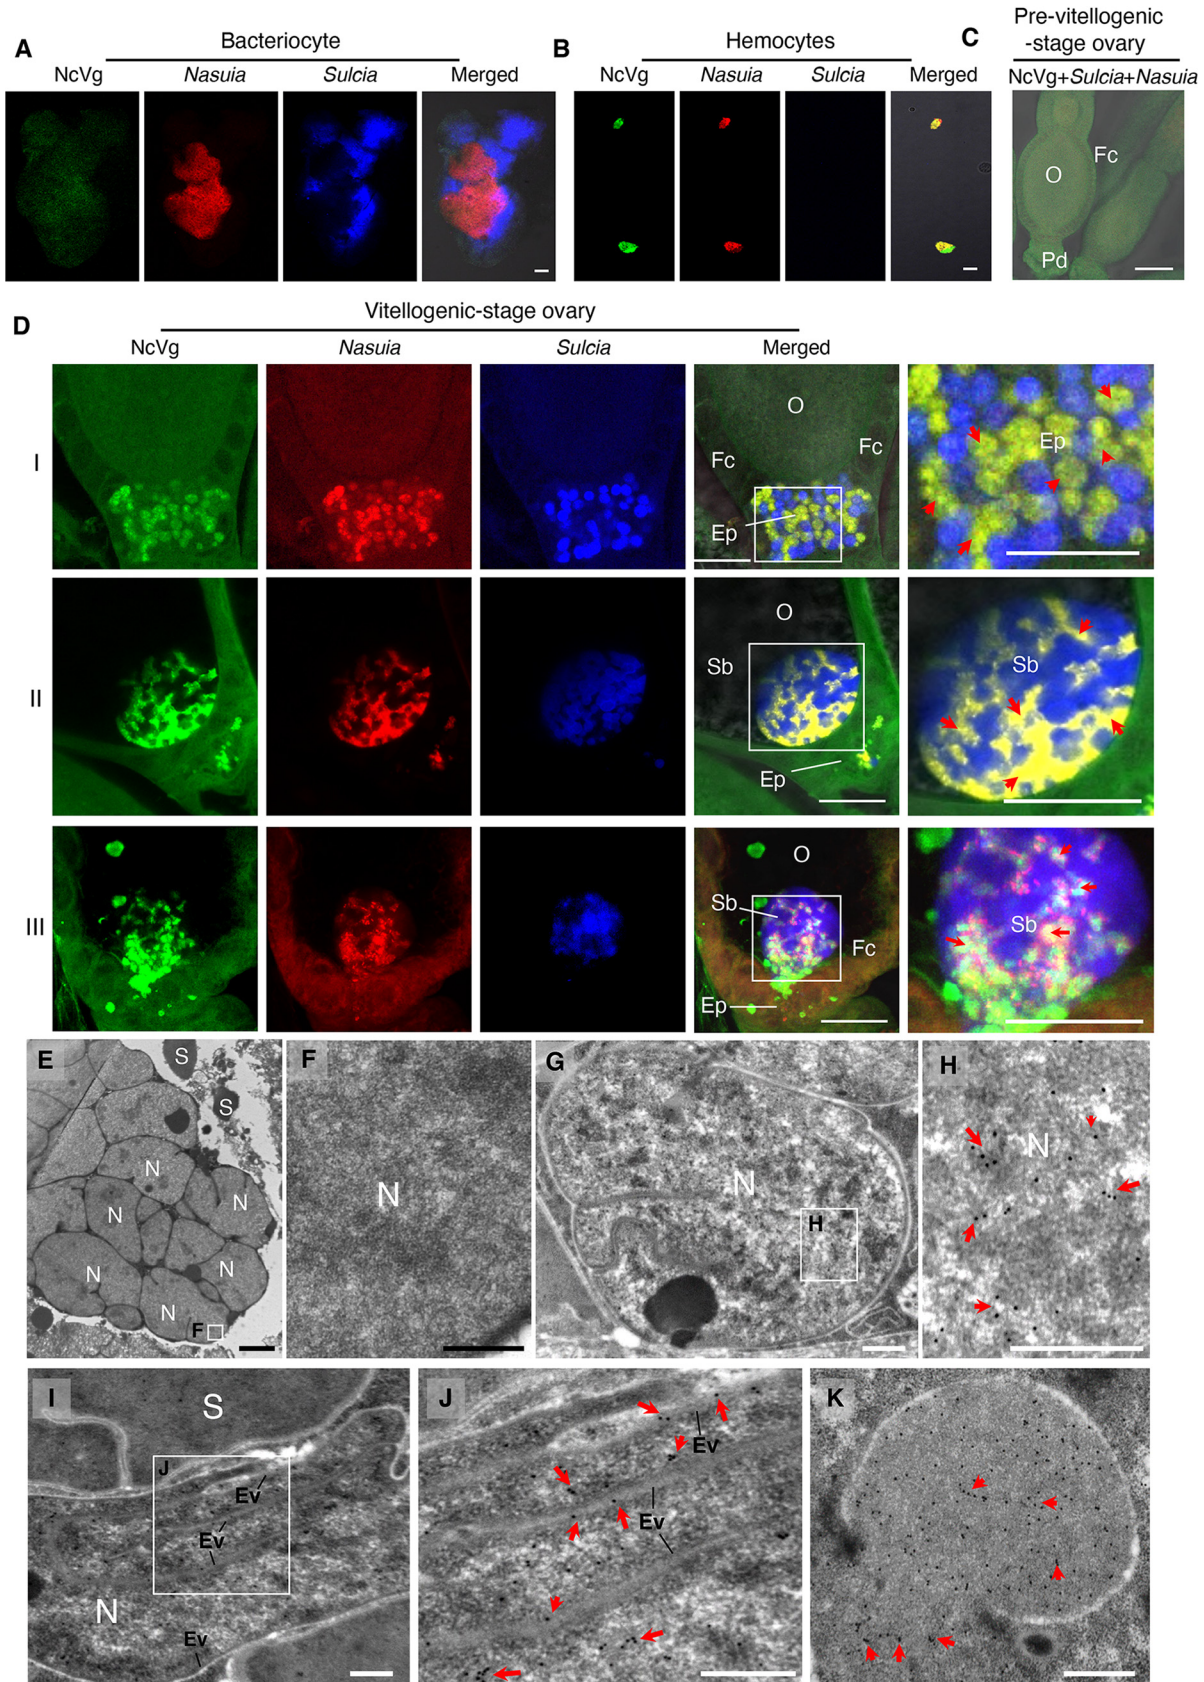 A
Bacteriocyte
NcVg Nasuia Sulcia Merged
B
Hemocytes
NcVg Nasuia Sulcia Merged
C
Pre-vitellogenic
-stage ovary
NcVg+Sulcia+Nasuia
Fc
O
Pd
D
Vitellogenic-stage ovary
NcVg Nasuia Sulcia Merged
I
O
Fc
Fc
Ep
Ep
II
O
Sb
Ep
Sb
III
O
Sb
Fc
Ep
Sb
E
S
S
N
N
N
N
N
N
F
F
N
G
N
H
H
N
I
S
J
Ev
Ev
N
Ev
J
Ev
Ev
K